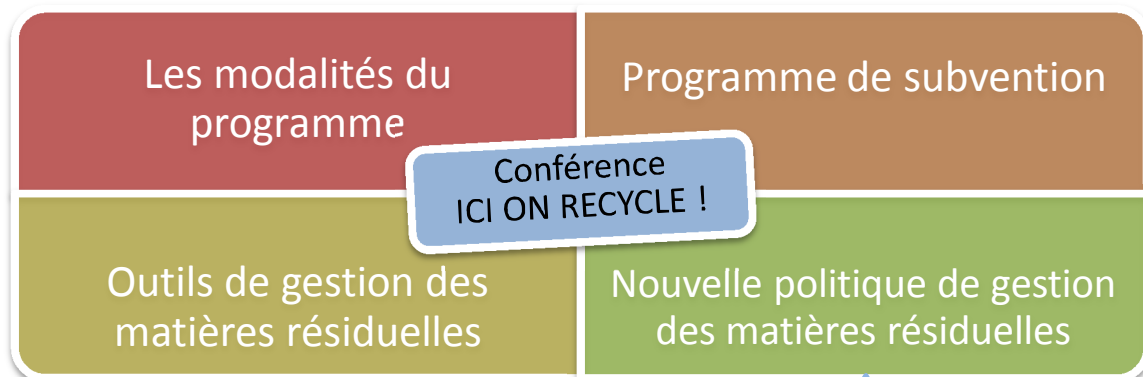 Les modalités du
programme
Programme de subvention
Conférence
ICI ON RECYCLE !
Outils de gestion des
matières résiduelles
Nouvelle politique de gestion
des matières résiduelles